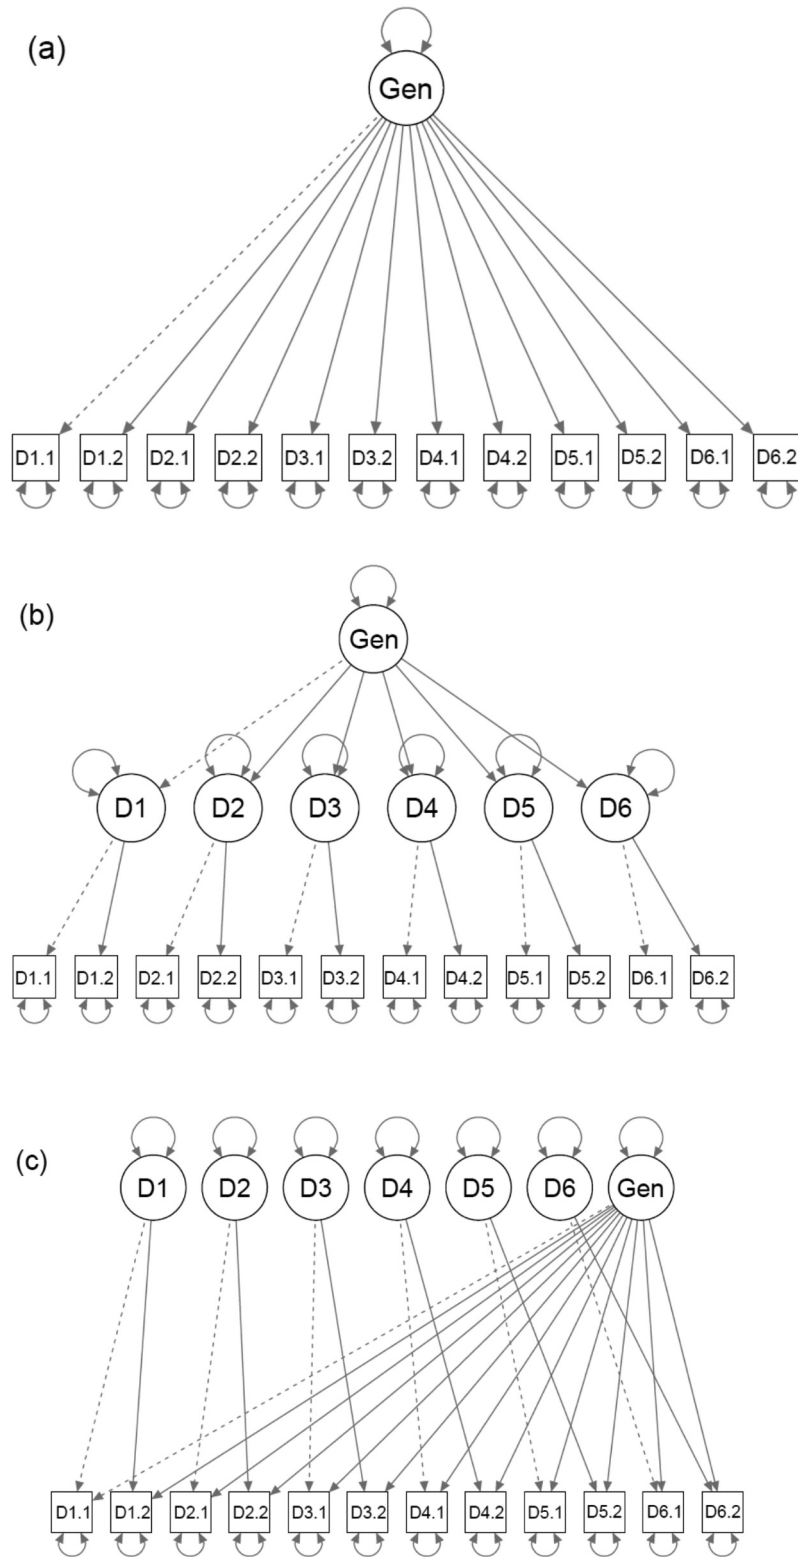 (a)
Gen
D1.1 D1.2 D2.1 D2.2 D3.1 D3.2 D4.1 D4.2 D5.1 D5.2 D6.1 D6.2
(b)
Gen
D1 D2 D3 D4 D5 D6
D1.1 D1.2 D2.1 D2.2 D3.1 D3.2 D4.1 D4.2 D5.1 D5.2 D6.1 D6.2
(c)
D1 D2 D3 D4 D5 D6 Gen
D1.1 D1.2 D2.1 D2.2 D3.1 D3.2 D4.1 D4.2 D5.1 D5.2 D6.1 D6.2